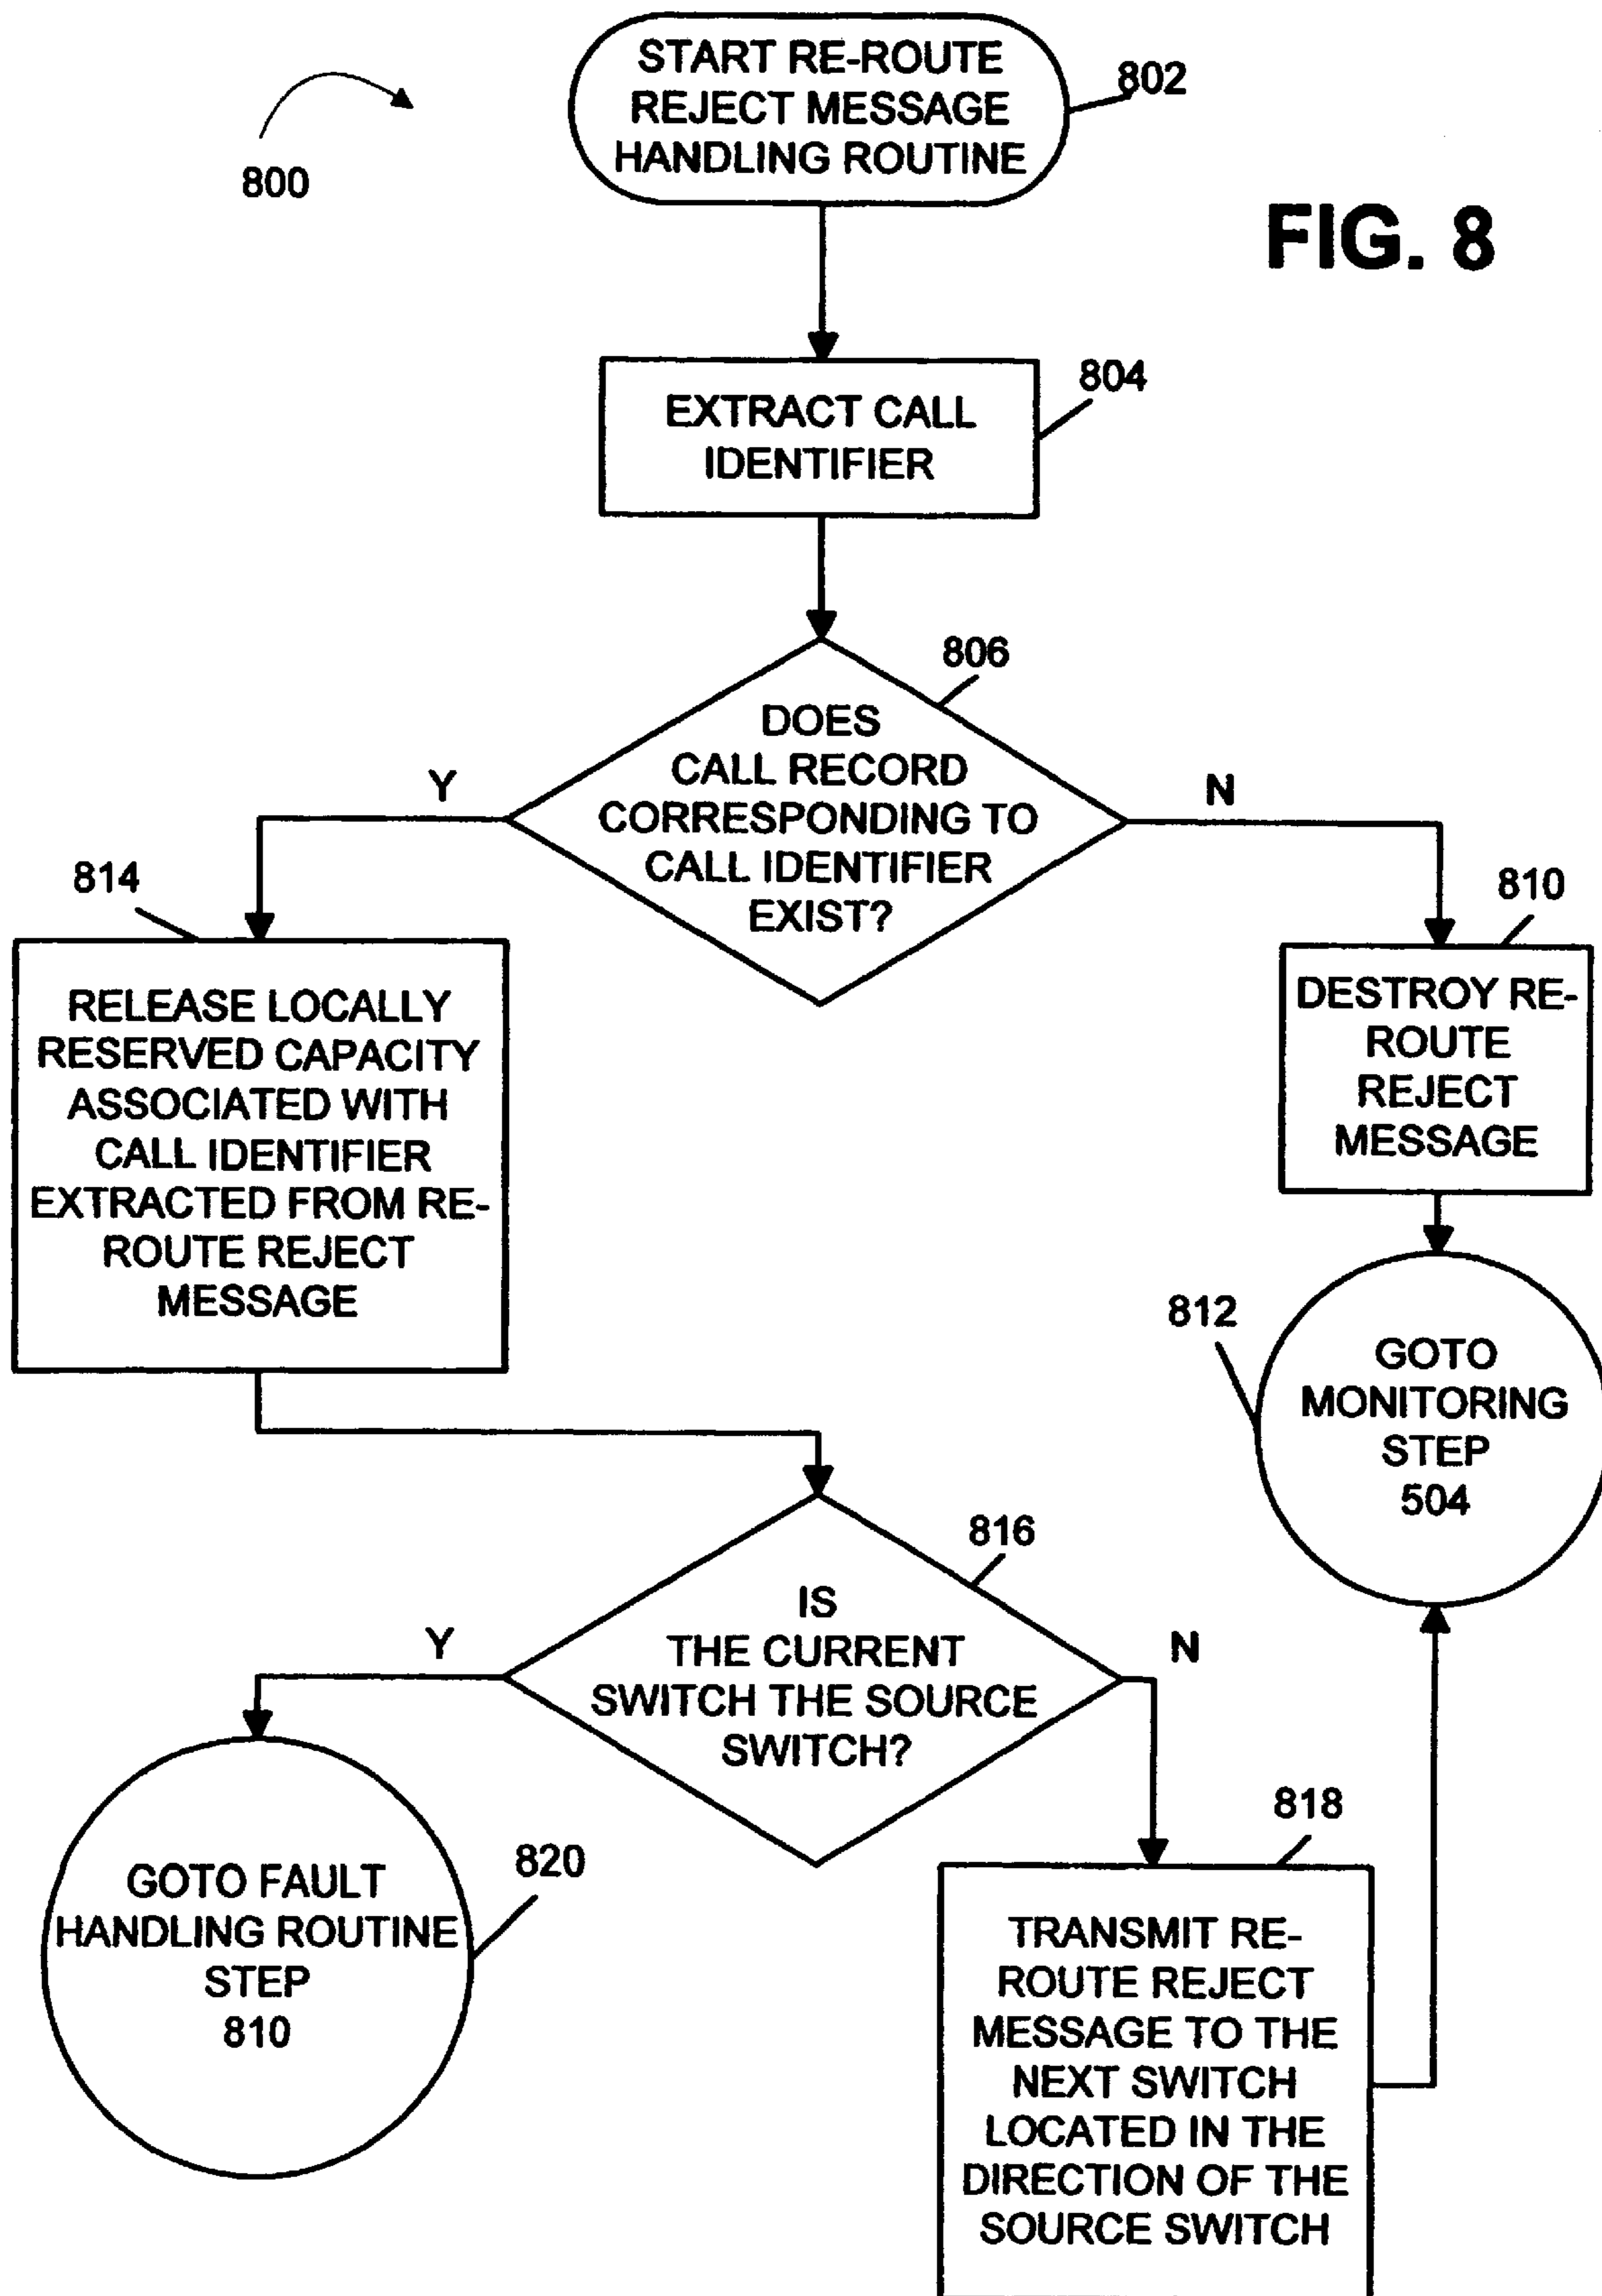 START RE-ROUTE
REJECT MESSAGE
HANDLING ROUTINE
802
800
FIG. 8
804
EXTRACT CALL
IDENTIFIER
806
DOES
CALL RECORD
CORRESPONDING TO
CALL IDENTIFIER
EXIST?
Y
N
814
810
RELEASE LOCALLY
RESERVED CAPACITY
ASSOCIATED WITH
CALL IDENTIFIER
EXTRACTED FROM RE-
ROUTE REJECT
MESSAGE
DESTROY RE-
ROUTE
REJECT
MESSAGE
812
GOTO
MONITORING
STEP
504
816
IS
THE CURRENT
SWITCH THE SOURCE
SWITCH?
Y
N
820
GOTO FAULT
HANDLING ROUTINE
STEP
810
818
TRANSMIT RE-
ROUTE REJECT
MESSAGE TO THE
NEXT SWITCH
LOCATED IN THE
DIRECTION OF THE
SOURCE SWITCH